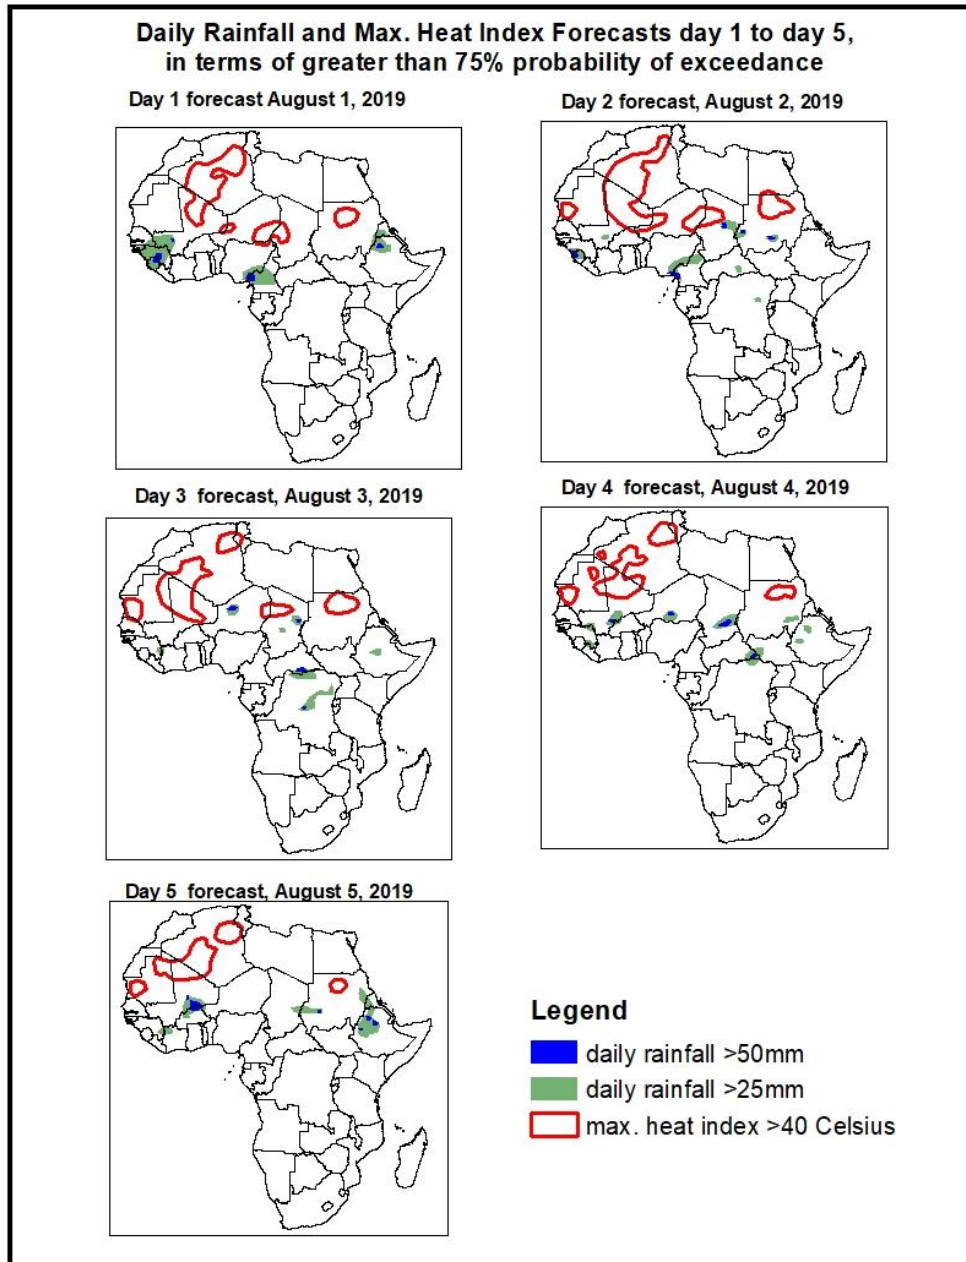 Daily Rainfall and Max. Heat Index Forecasts day 1 to day 5,
in terms of greater than 75% probability of exceedance
Day 1 forecast August 1, 2019
Day 2 forecast, August 2, 2019
Day 3 forecast, August 3, 2019
Day 4 forecast, August 4, 2019
Day 5 forecast, August 5, 2019
Legend
daily rainfall >50mm
daily rainfall >25mm
max. heat index >40 Celsius